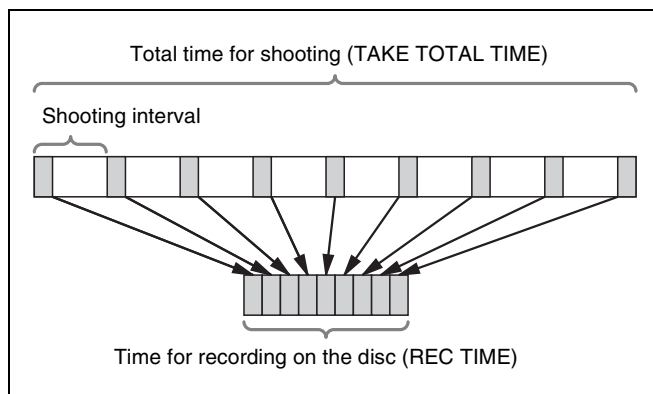 Total time for shooting (TAKE TOTAL TIME)
Shooting interval
Time for recording on the disc (REC TIME)